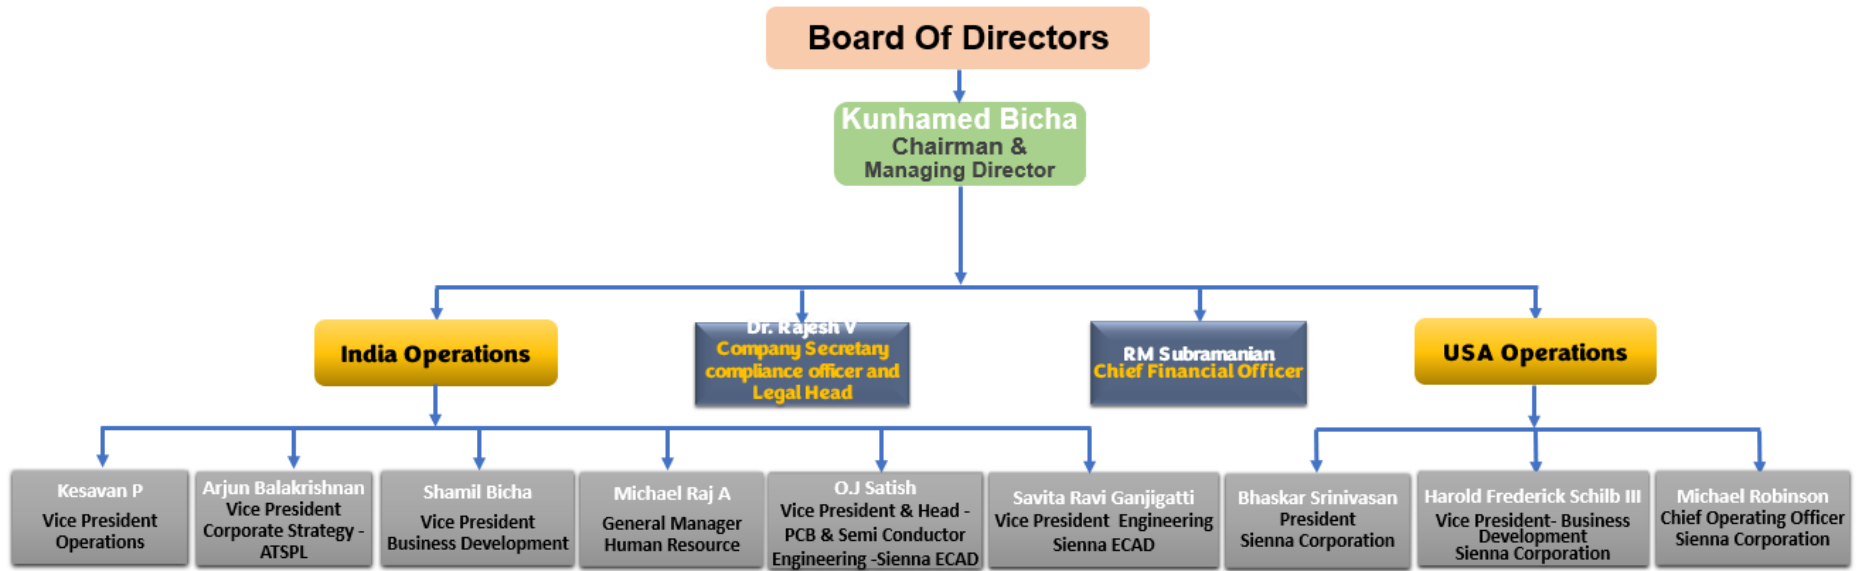 Board Of Directors
Kunhamed Bicha
Chairman &
Managing Director
India Operations
Dr. Rajesh V
Company Secretary
compliance officer and
Legal Head
RM Subramanian
Chief Financial Officer
USA Operations
Kesavan P
Vice President
Operations
Arjun Balakrishnan
Vice President
Corporate Strategy -
ATSPL
Shamil Bicha
Vice President
Business Development
Michael Raj A
General Manager
Human Resource
O.J Satish
Vice President & Head -
PCB & Semi Conductor
Engineering -Sienna ECAD
Savita Ravi Ganjigatti
Vice President Engineering
Sienna ECAD
Bhaskar Srinivasan
President
Sienna Corporation
Harold Frederick Schilb III
Vice President- Business
Development
Sienna Corporation
Michael Robinson
Chief Operating Officer
Sienna Corporation